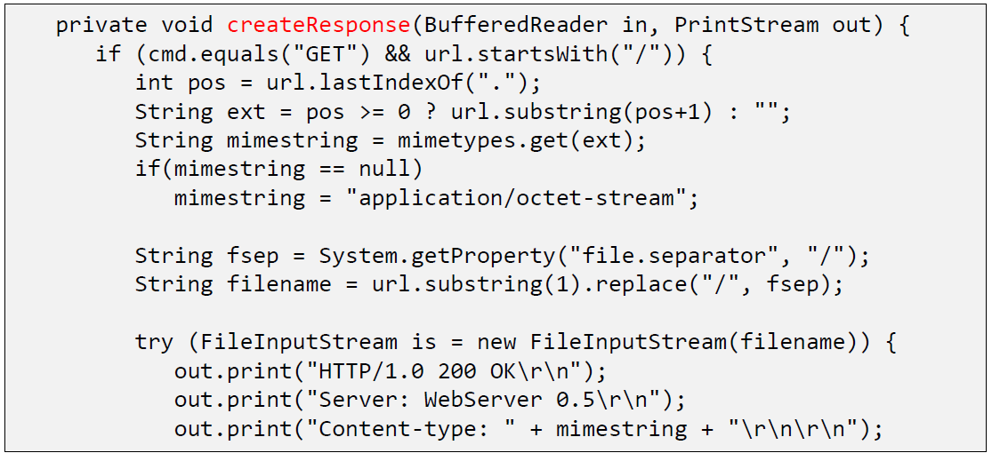 private void createResponse(BufferedReader in, PrintStream out) {
if (cmd.equals("GET") && url.startsWith("/")) {
int pos = url.lastIndexOf(".");
String ext = pos >= 0 ? url.substring(pos+1) : "";
String mimestring = mimetypes.get(ext);
if(mimestring == null)
mimestring = "application/octet-stream";
String fsep = System.getProperty("file.separator", "/");
String filename = url.substring(1).replace("/", fsep);
try (FileInputStream is = new FileInputStream(filename)) {
out.print("HTTP/1.0 200 OK\r\n");
out.print("Server: WebServer 0.5\r\n");
out.print("Content-type: " + mimestring + "\r\n\r\n");